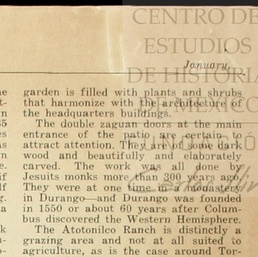 CENTRO DE
ESTUDIOS
January,
DE HISTORIA
garden is filled with plants and shrubs
that harmonize with the architecture of
the headquarters buildings.
The double zaguan doors at the main
entrance of the patio are certain to
attract attention. They are of some dark
wood and beautifully and elaborately
carved. The work was all done by
Jesuits monks more than 300 years ago.
They were at one time in a monastery
in Durango—and Durango was founded
in 1550 or about 60 years after Colum-
bus discovered the Western Hemisphere.
The Atotonilco Ranch is distinctly a
grazing area and not at all suited to
agriculture, as is the case around Tor-